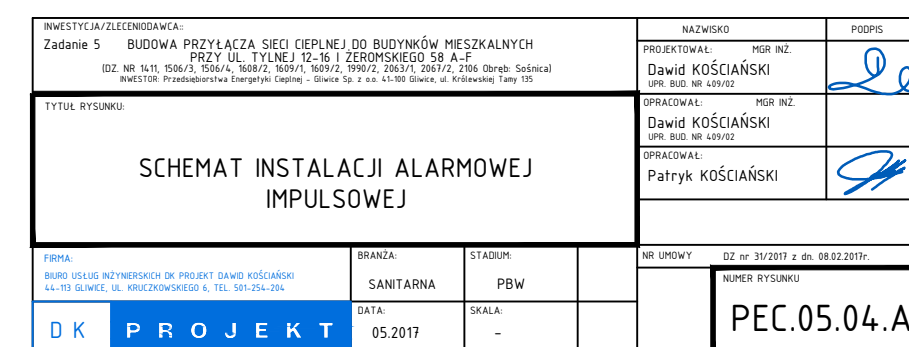 INWESTYCJA/ZLECENIODAWCA::
Zadanie 5 BUDOWA PRZYŁĄCZA SIECI CIEPLNEJ DO BUDYNKÓW MIESZKALNYCH
PRZY UL. TYLNEJ 12-16 I ŻEROMSKIEGO 58 A-F
(DZ. NR 1411, 1506/3, 1506/4, 1608/2, 1609/1, 1609/2, 1990/2, 2063/1, 2067/2, 2106 Obręb: Sośnica)
INWESTOR: Przedsiębiorstwa Energetyki Cieplnej - Gliwice Sp. z o.o. 41-100 Gliwice, ul. Królewskiej Tamy 135
TYTUŁ RYSUNKU:
SCHEMAT INSTALACJI ALARMOWEJ
IMPULSOWEJ
NAZWISKO PODPIS
PROJEKTOWAŁ: MGR INŻ.
Dawid KOŚCIAŃSKI
UPR. BUD. NR 409/02
OPRACOWAŁ: MGR INŻ.
Dawid KOŚCIAŃSKI
UPR. BUD. NR 409/02
OPRACOWAŁ:
Patryk KOŚCIAŃSKI
FIRMA:
BIURO USŁUG INŻYNIERSKICH DK PROJEKT DAWID KOŚCIAŃSKI
44-113 GLIWICE, UL. KRUCZKOWSKIEGO 6, TEL. 501-254-204
DK PROJEKT
BRANŻA:
SANITARNA
STADIUM:
PBW
DATA:
05.2017
SKALA:
-
NR UMOWY DZ nr 31/2017 z dn. 08.02.2017r.
NUMER RYSUNKU
PEC.05.04.A